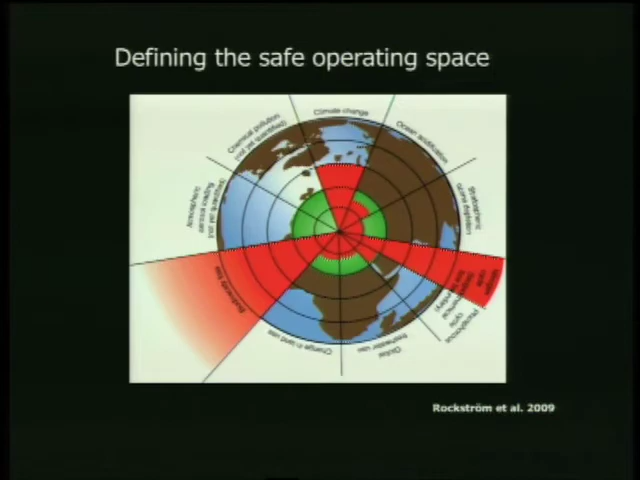 Defining the safe operating space
Climate change
Ocean acidification
Chemical pollution
(not yet quantified)
Stratospheric
ozone depletion
Atmospheric
aerosol loading
(not yet quantified)
Biodiversity loss
Nitrogen
cycle
Phosphorous
cycle
Change in land use
Global
freshwater use
Rockström et al. 2009